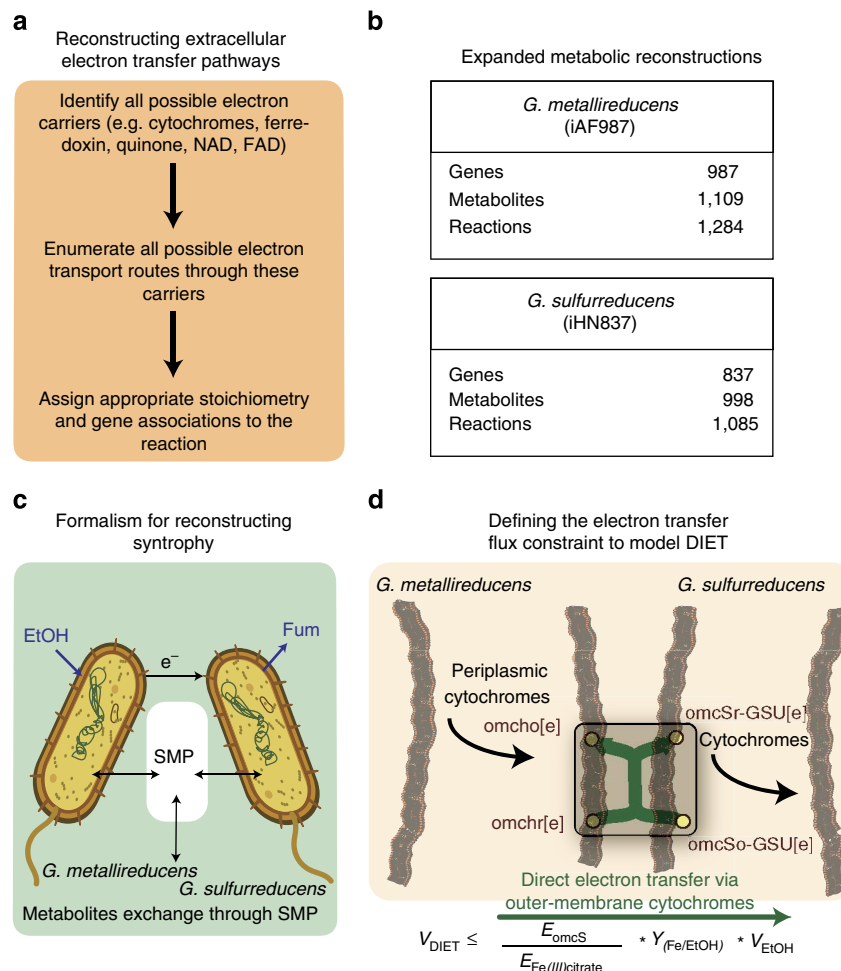 a
Reconstructing extracellular
electron transfer pathways
Identify all possible electron
carriers (e.g. cytochromes, ferre-
doxin, quinone, NAD, FAD)
Enumerate all possible electron
transport routes through these
carriers
Assign appropriate stoichiometry
and gene associations to the
reaction
b
Expanded metabolic reconstructions
G. metallireducens
(iAF987)
Genes 987
Metabolites 1,109
Reactions 1,284
G. sulfurreducens
(iHN837)
Genes 837
Metabolites 998
Reactions 1,085
c
Formalism for reconstructing
syntrophy
EtOH
e−
Fum
SMP
G. metallireducens
G. sulfurreducens
Metabolites exchange through SMP
d
Defining the electron transfer
flux constraint to model DIET
G. metallireducens
G. sulfurreducens
Periplasmic
cytochromes
omcho[e]
omchr[e]
omcSr-GSU[e]
Cytochromes
omcSo-GSU[e]
Direct electron transfer via
outer-membrane cytochromes
V_DIET ≤ E_omcS / E_Fe(III)citrate * Y_(Fe/EtOH) * V_EtOH